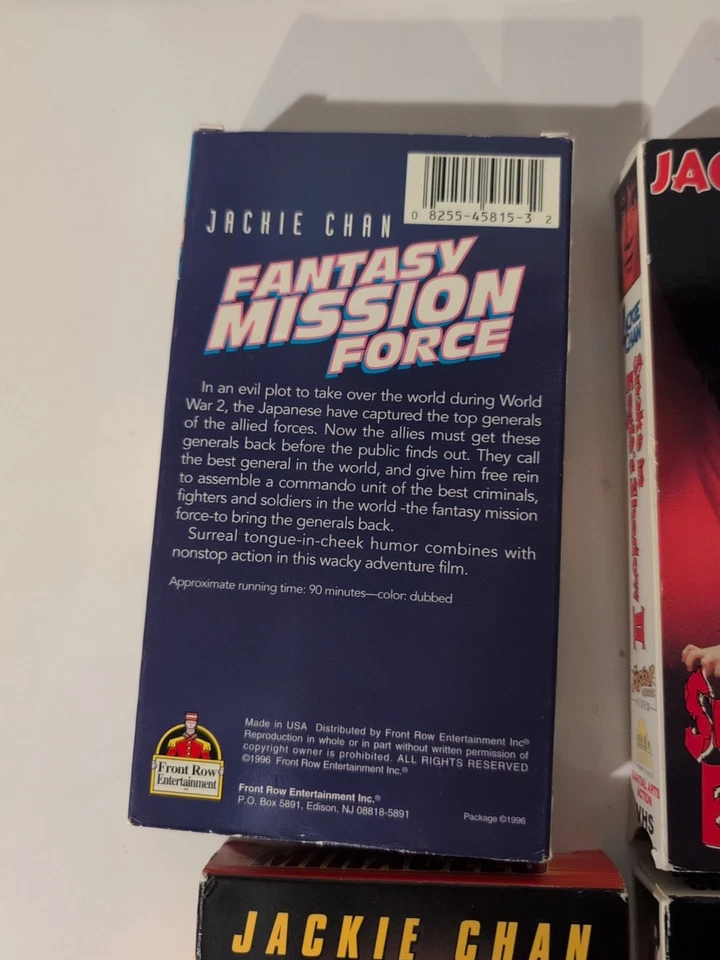 0 8255-45815-3 2
JACKIE CHAN
FANTASY
MISSION
FORCE
In an evil plot to take over the world during World
War 2, the Japanese have captured the top generals
of the allied forces. Now the allies must get these
generals back before the public finds out. They call
the best general in the world, and give him free rein
to assemble a commando unit of the best criminals,
fighters and soldiers in the world -the fantasy mission
force-to bring the generals back.
Surreal tongue-in-cheek humor combines with
nonstop action in this wacky adventure film.
Approximate running time: 90 minutes—color: dubbed
Front Row
Entertainment
Made in USA Distributed by Front Row Entertainment Inc®
Reproduction in whole or in part without written permission of
copyright owner is prohibited. ALL RIGHTS RESERVED
©1996 Front Row Entertainment Inc.®
Front Row Entertainment Inc.®
P.O. Box 5891, Edison, NJ 08818-5891
Package ©1996
JAC
JACKIE
CHAN
II
MARTIAL ARTS
ACTION
VHS
JACKIE CHAN